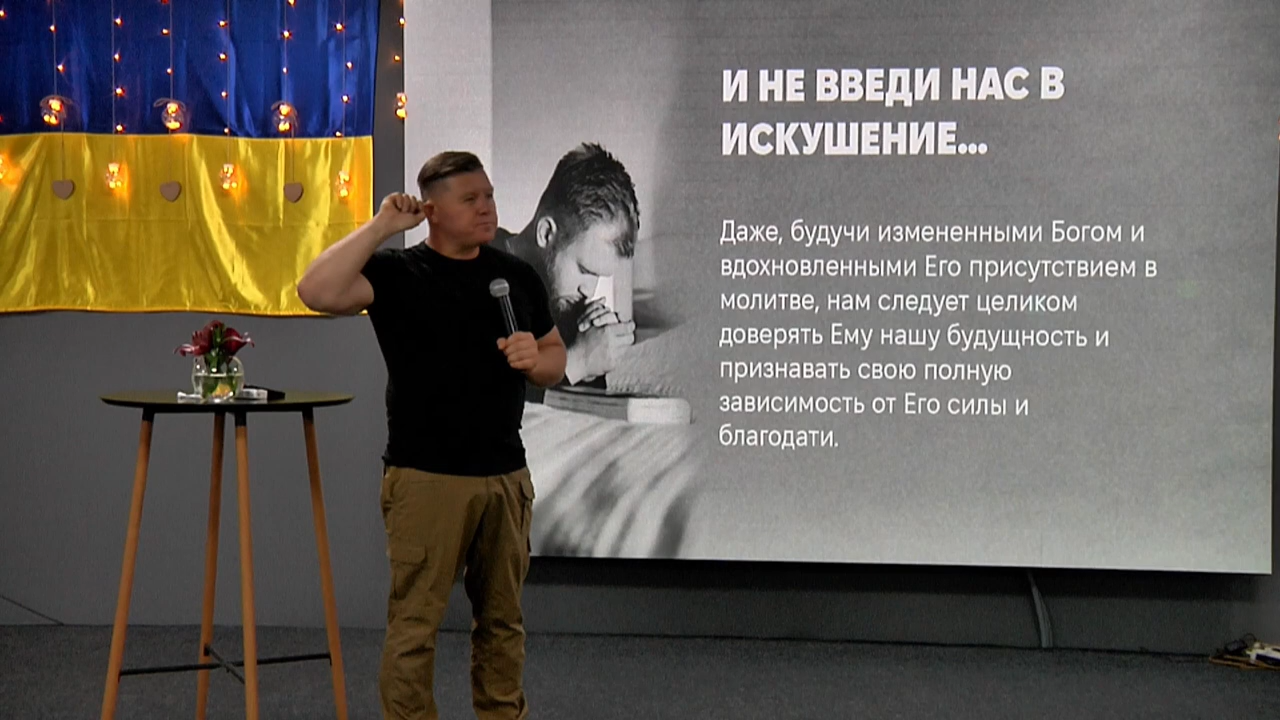 И НЕ ВВЕДИ НАС В
ИСКУШЕНИЕ...
Даже, будучи измененными Богом и
вдохновленными Его присутствием в
молитве, нам следует целиком
доверять Ему нашу будущность и
признавать свою полную
зависимость от Его силы и
благодати.